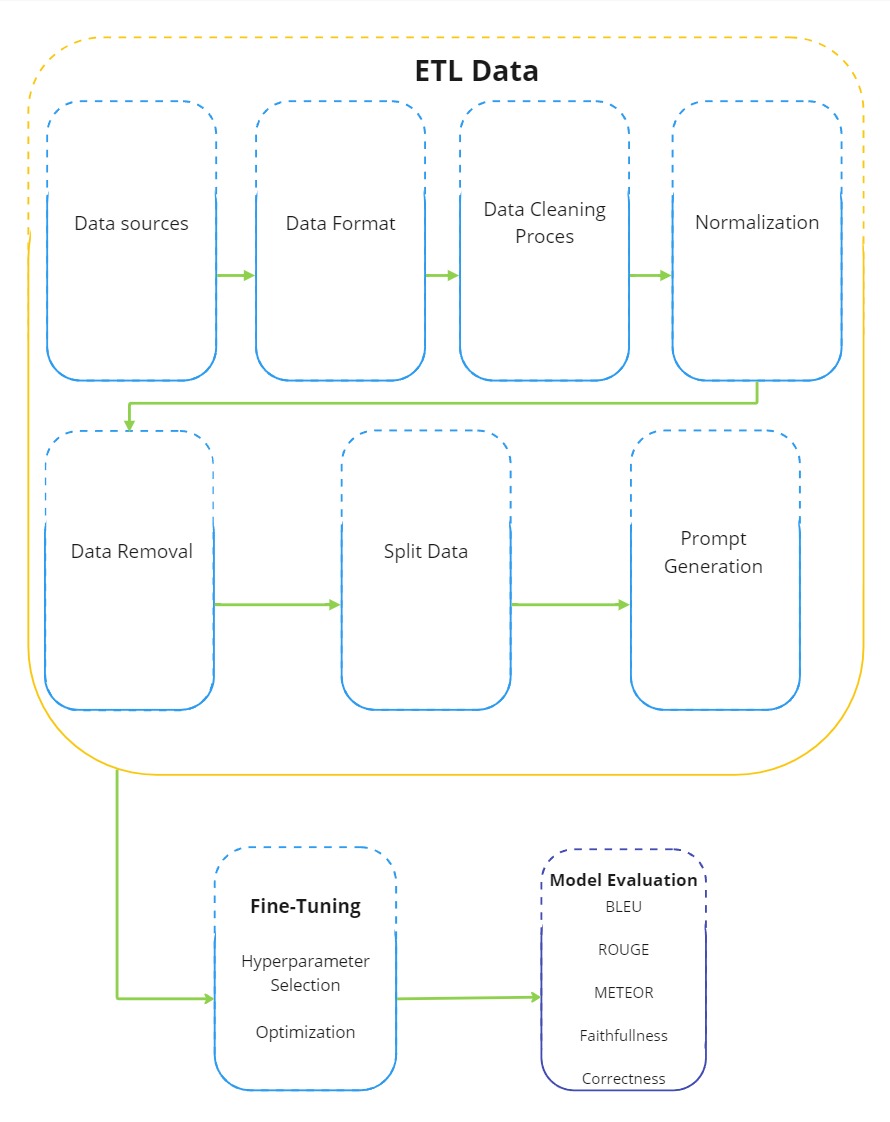 ETL Data
Data sources
Data Format
Data Cleaning
Proces
Normalization
Data Removal
Split Data
Prompt
Generation
Fine-Tuning
Hyperparameter
Selection
Optimization
Model Evaluation
BLEU
ROUGE
METEOR
Faithfullness
Correctness